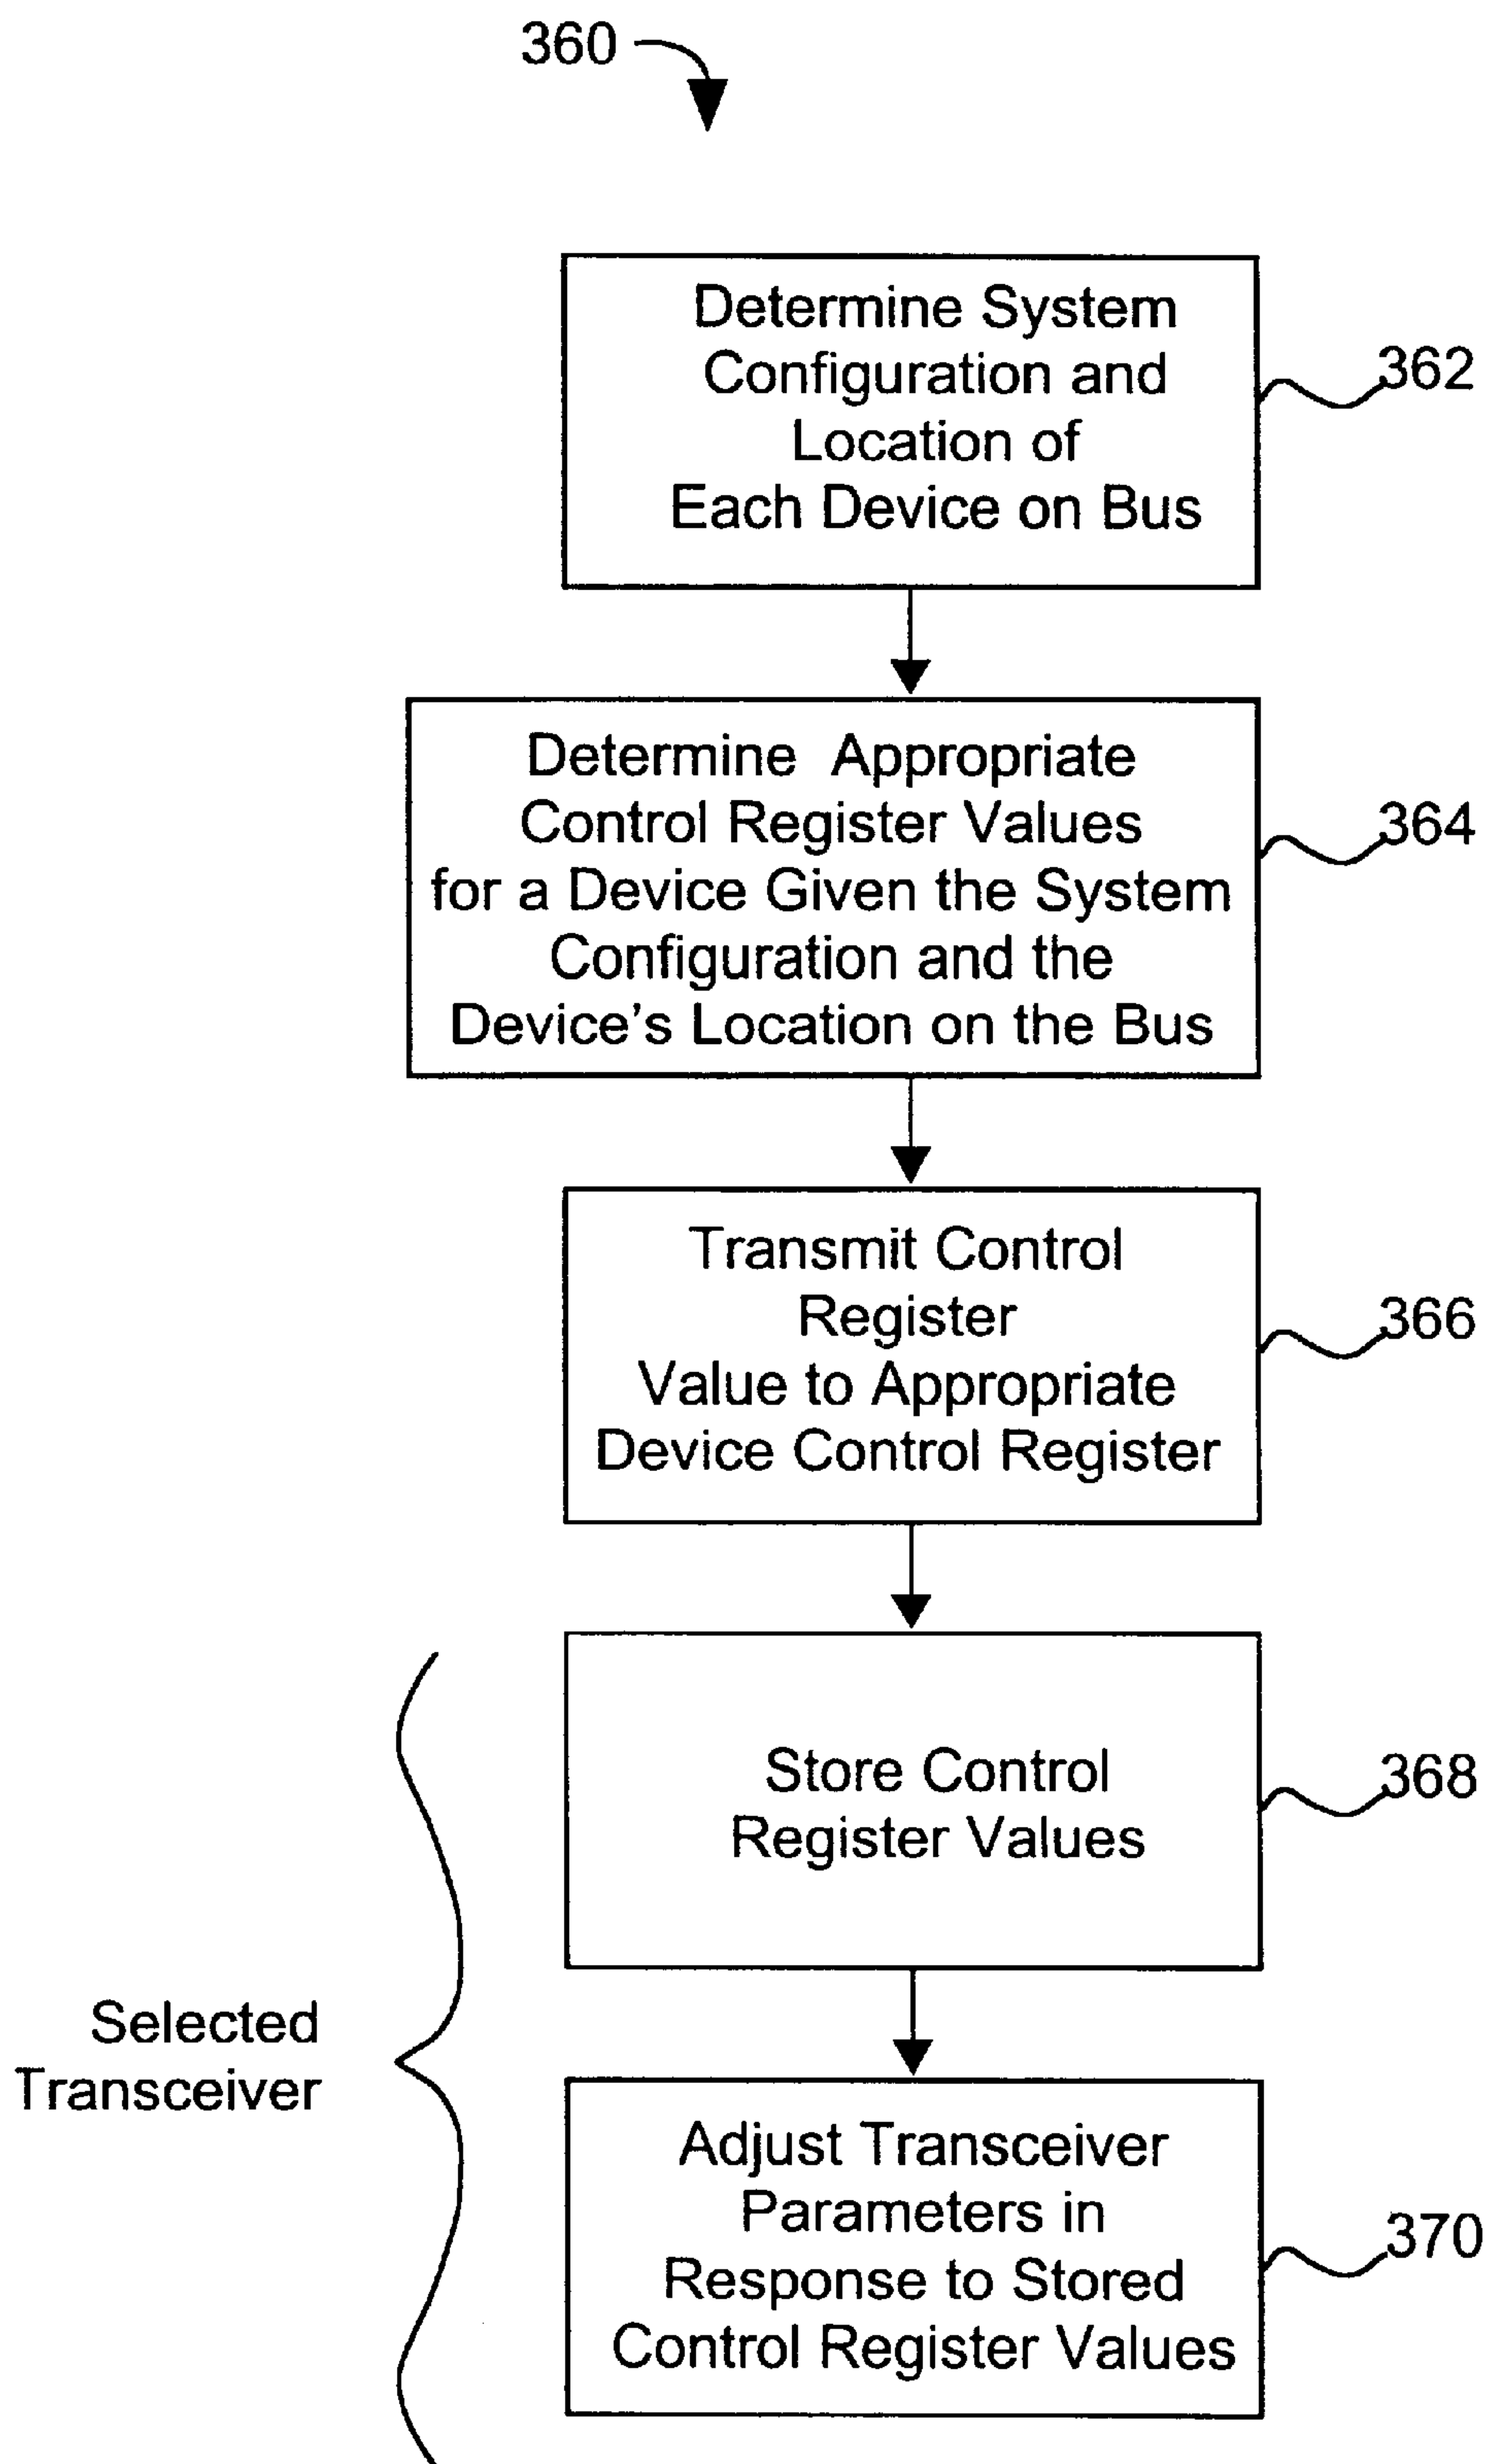 360
Determine System
Configuration and
Location of
Each Device on Bus
362
Determine Appropriate
Control Register Values
for a Device Given the System
Configuration and the
Device's Location on the Bus
364
Transmit Control
Register
Value to Appropriate
Device Control Register
366
Store Control
Register Values
368
Selected
Transceiver
Adjust Transceiver
Parameters in
Response to Stored
Control Register Values
370